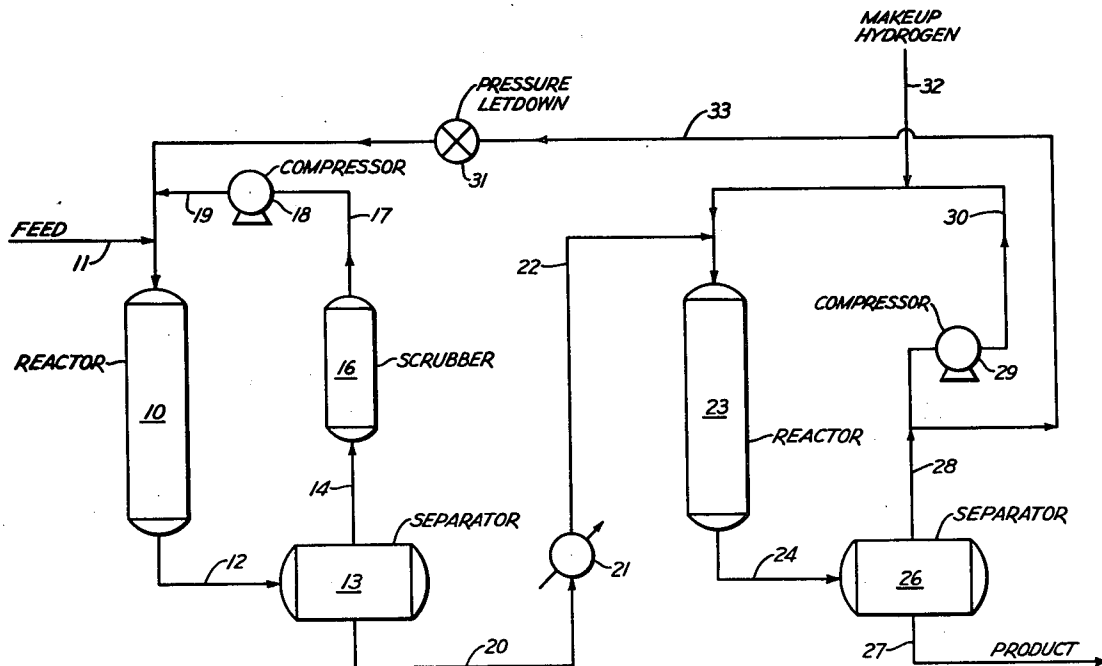 MAKEUP
HYDROGEN
32
PRESSURE
LETDOWN
33
31
COMPRESSOR
19
18
17
30
FEED
11
22
COMPRESSOR
29
REACTOR
10
16
SCRUBBER
23
REACTOR
14
28
SEPARATOR
SEPARATOR
12
13
21
24
26
20
27
PRODUCT